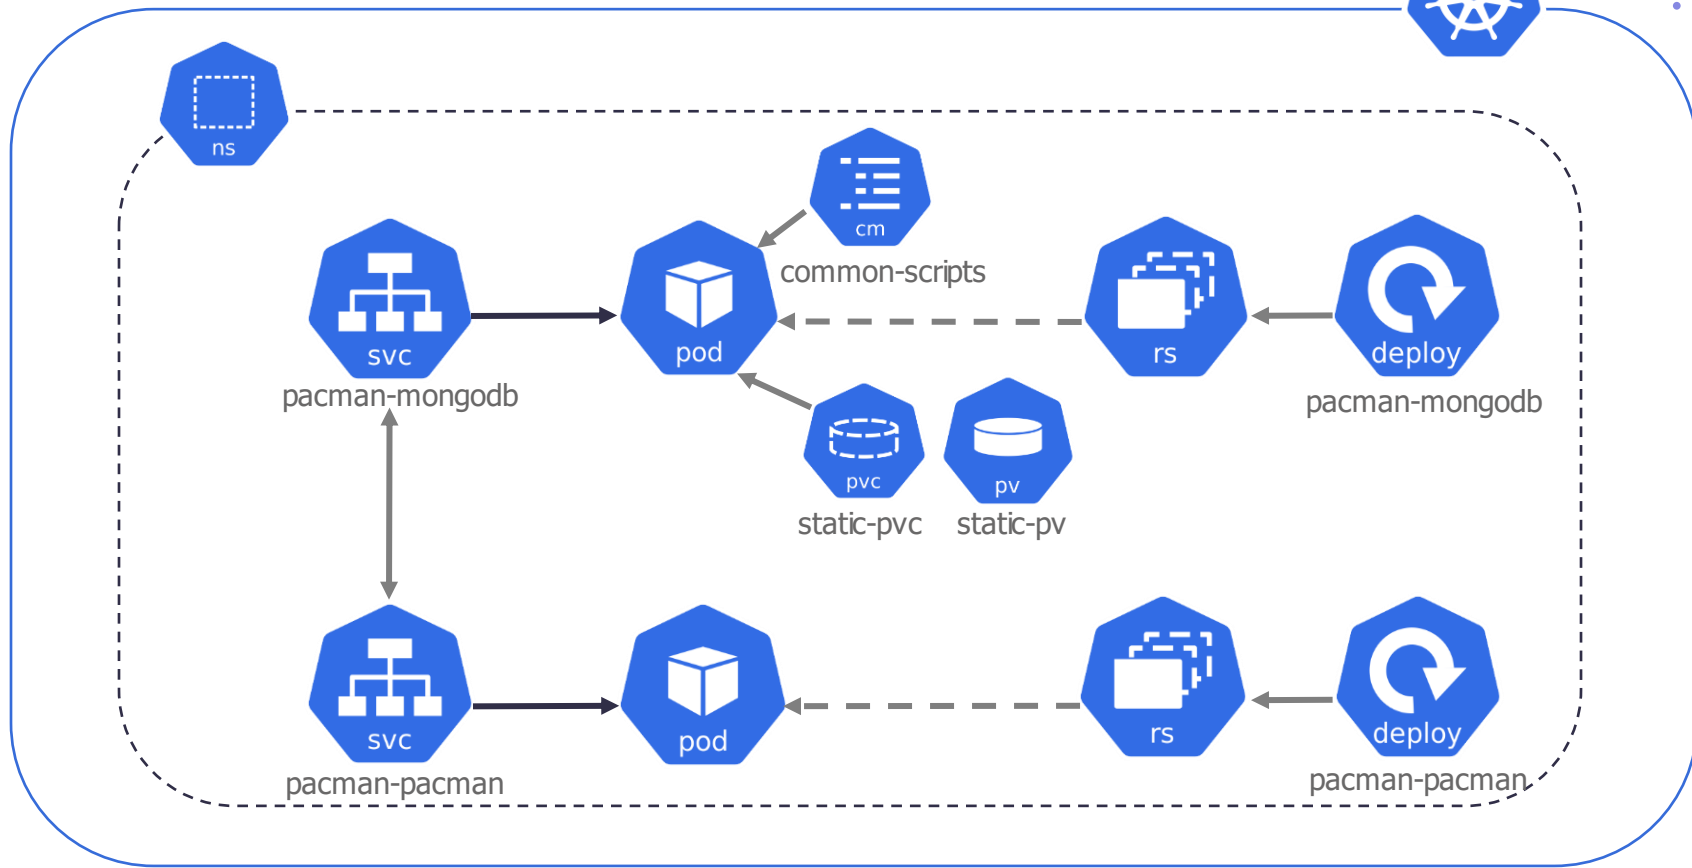 ns
cm
common-scripts
svc
pacman-mongodb
pod
rs
deploy
pacman-mongodb
pvc
static-pvc
pv
static-pv
svc
pacman-pacman
pod
rs
deploy
pacman-pacman